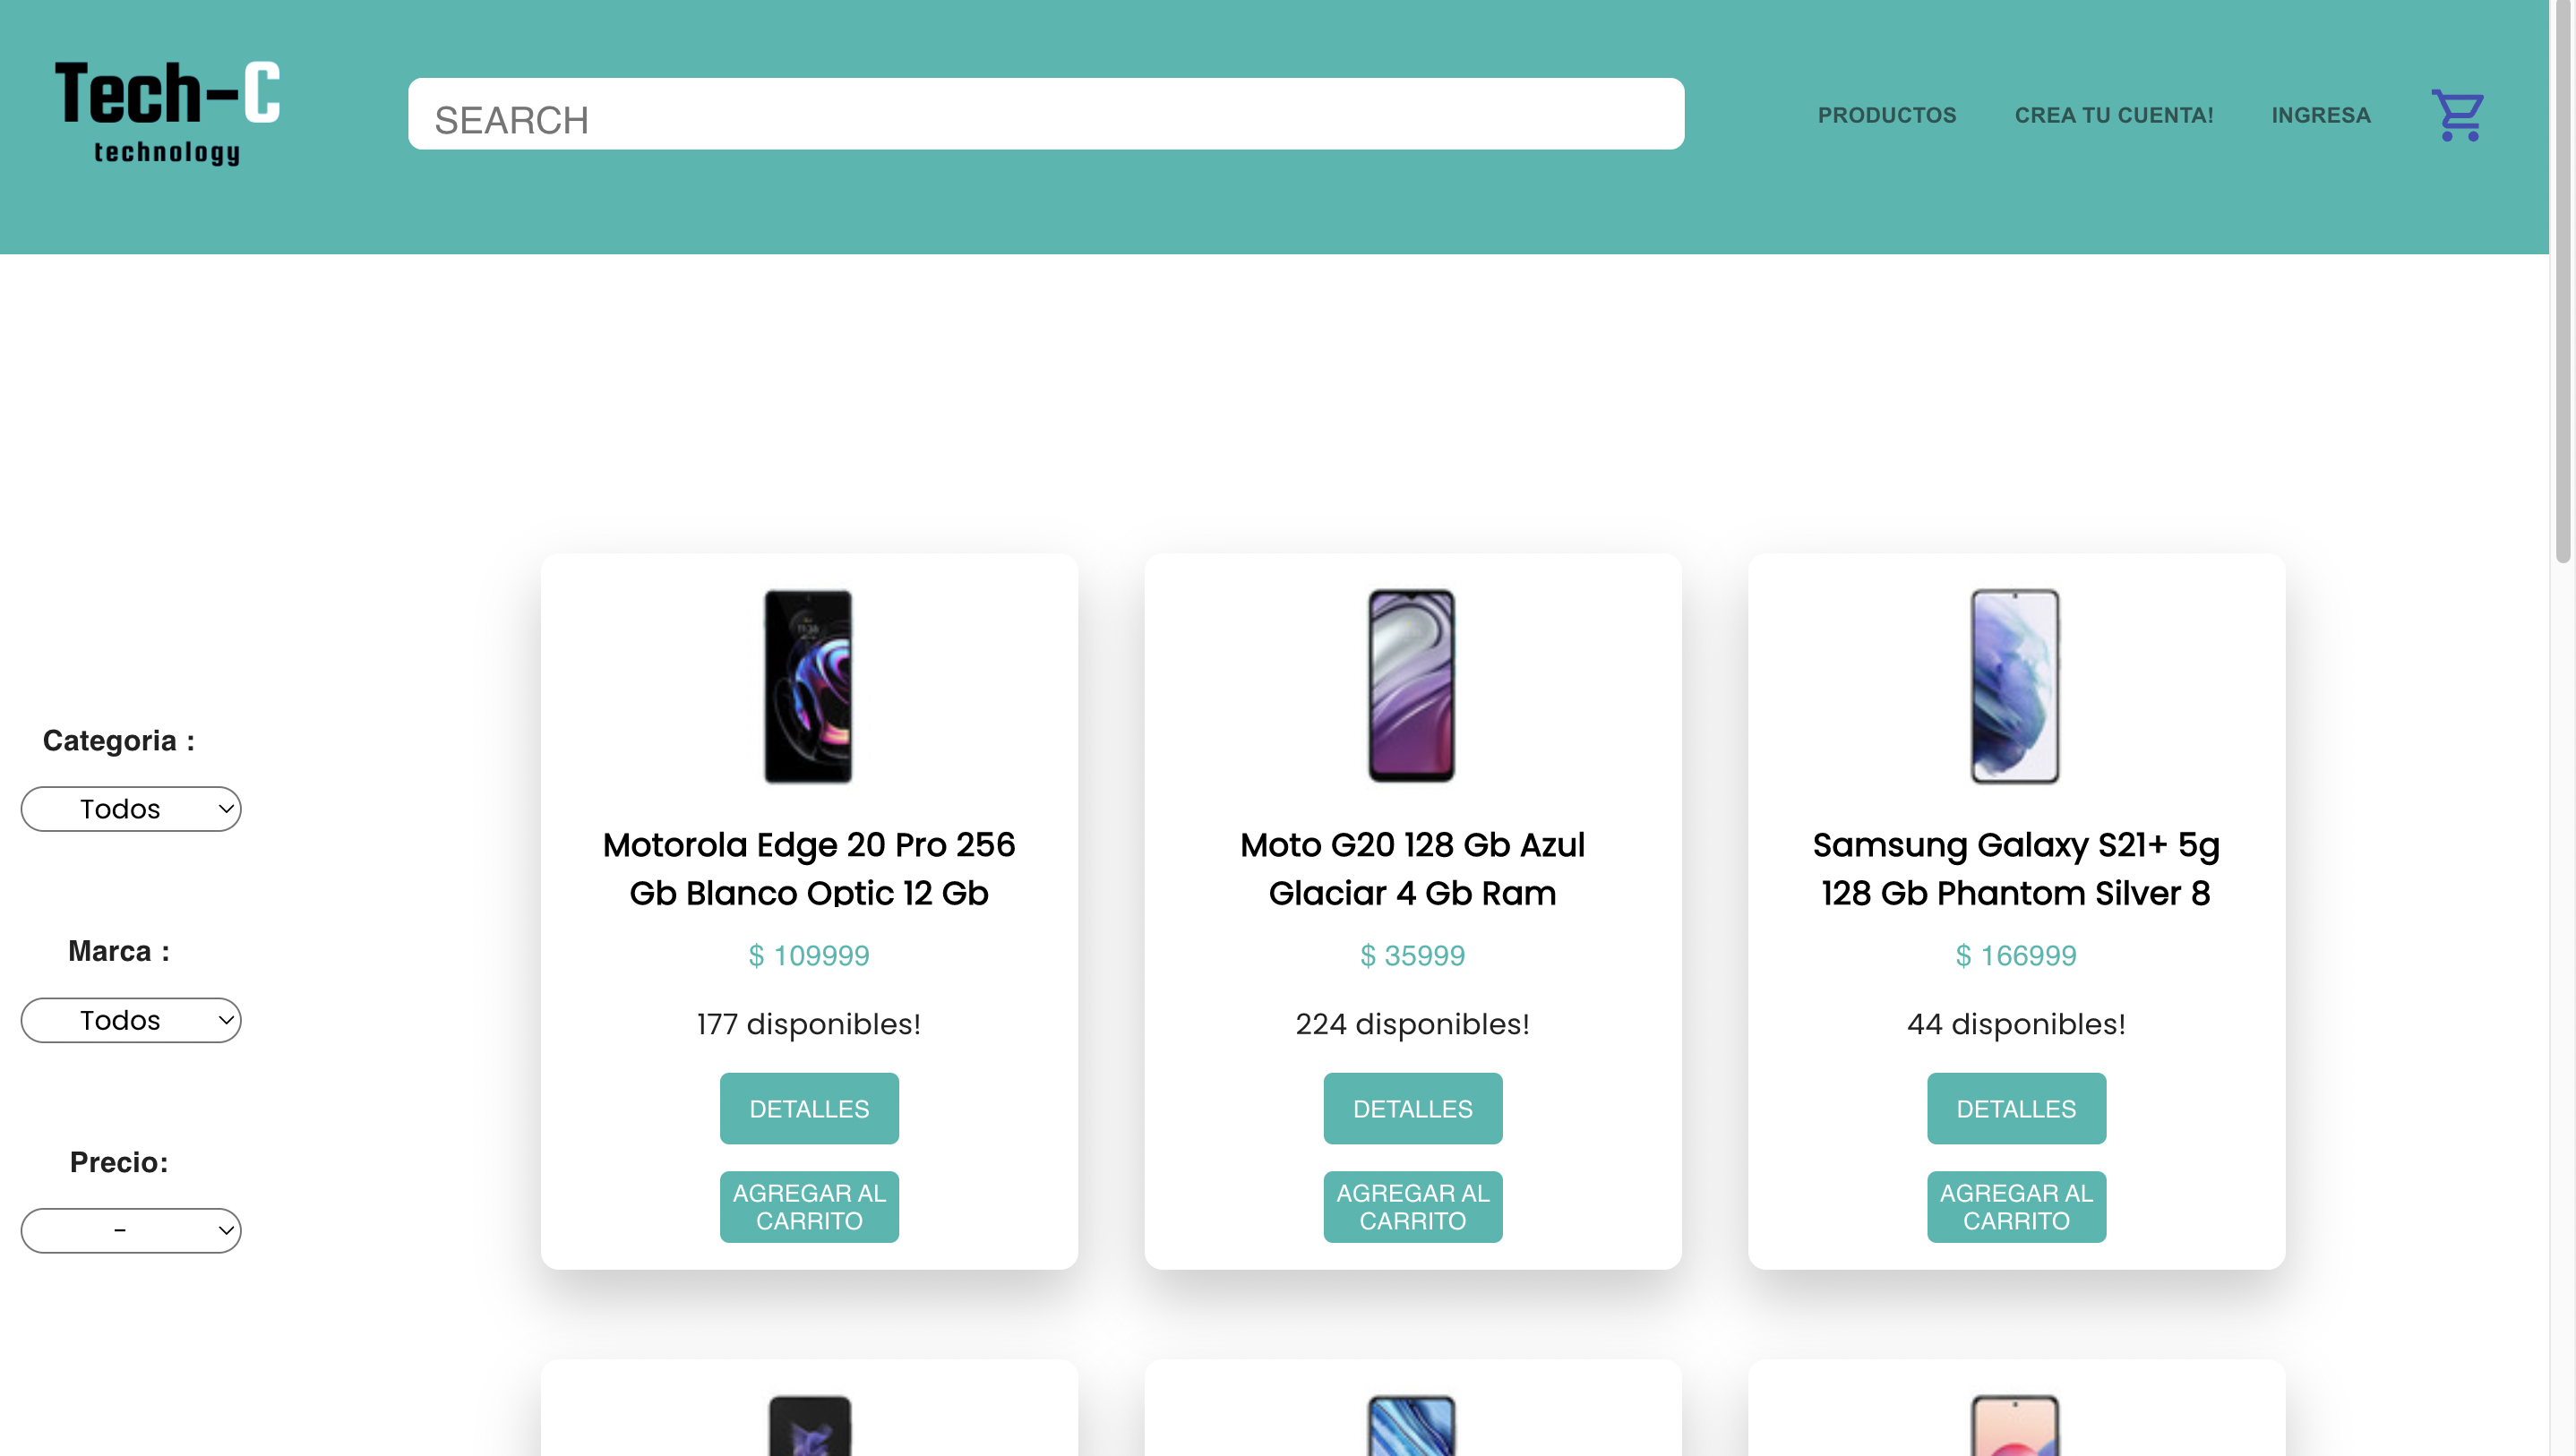 Tech-C
technology
SEARCH
PRODUCTOS
CREA TU CUENTA!
INGRESA
Categoria :
Todos
Marca :
Todos
Precio:
-
Motorola Edge 20 Pro 256
Gb Blanco Optic 12 Gb
$ 109999
177 disponibles!
DETALLES
AGREGAR AL
CARRITO
Moto G20 128 Gb Azul
Glaciar 4 Gb Ram
$ 35999
224 disponibles!
DETALLES
AGREGAR AL
CARRITO
Samsung Galaxy S21+ 5g
128 Gb Phantom Silver 8
$ 166999
44 disponibles!
DETALLES
AGREGAR AL
CARRITO